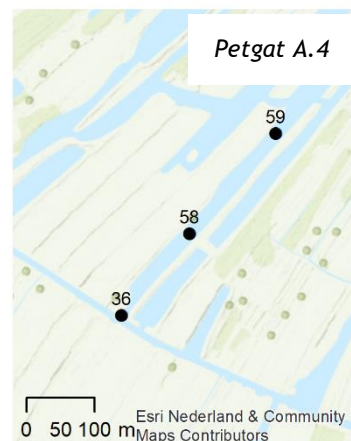 Petgat A.4
59
58
36
0 50 100 m
Esri Nederland & Community
Maps Contributors